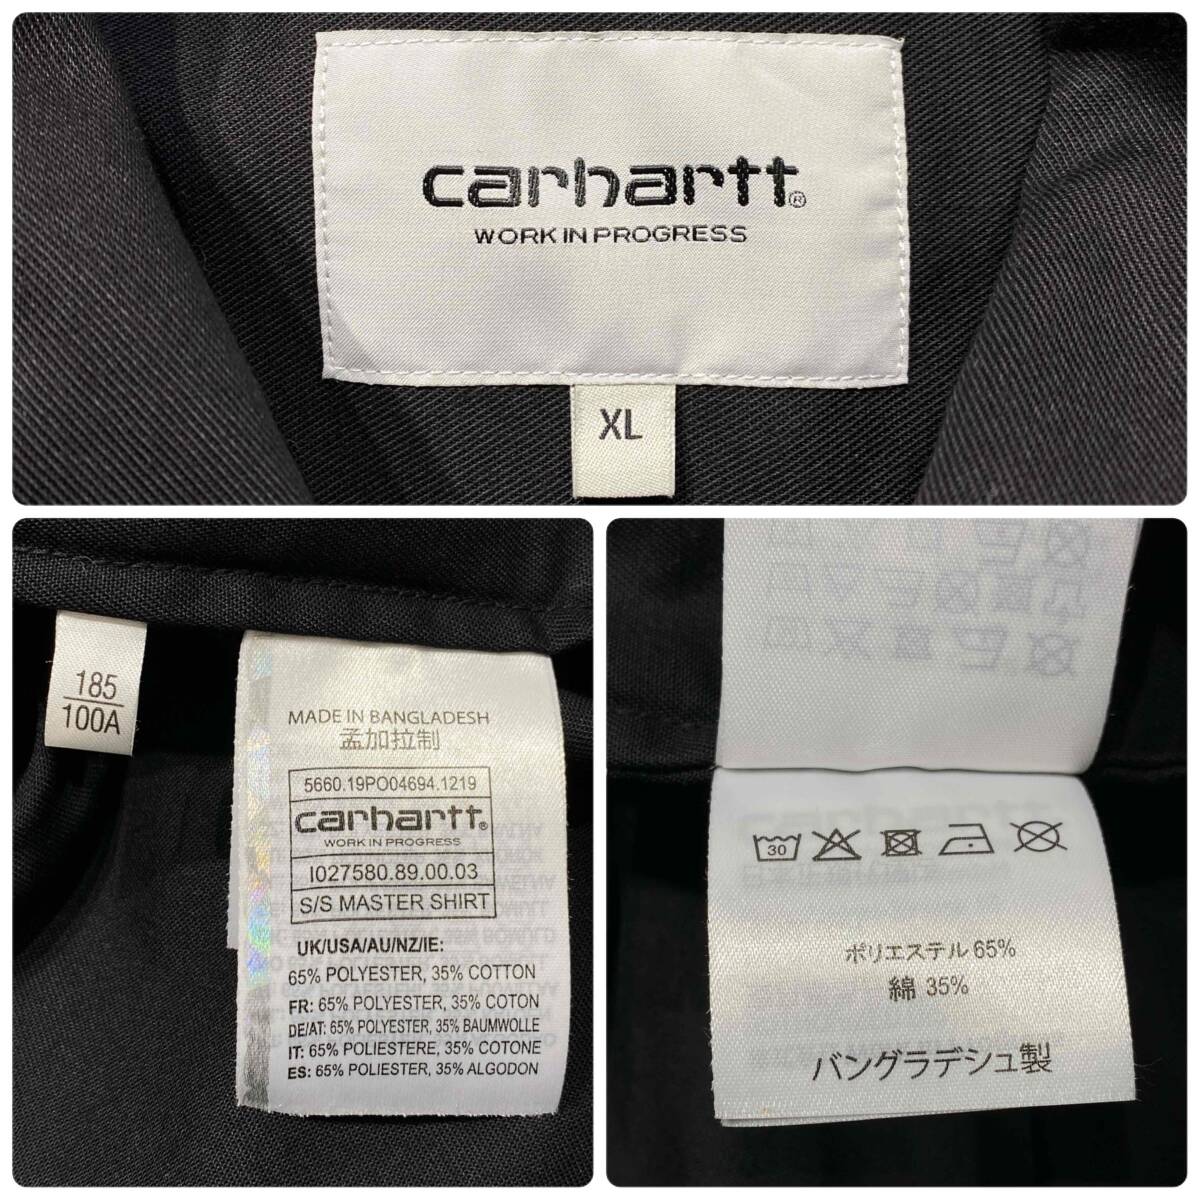 carhartt®
WORK IN PROGRESS
XL
185
100A
MADE IN BANGLADESH
孟加拉制
5660.19PO04694.1219
carhartt®
WORK IN PROGRESS
I027580.89.00.03
S/S MASTER SHIRT
UK/USA/AU/NZ/IE:
65% POLYESTER, 35% COTTON
FR: 65% POLYESTER, 35% COTON
DE/AT: 65% POLYESTER, 35% BAUMWOLLE
IT: 65% POLIESTERE, 35% COTONE
ES: 65% POLIESTER, 35% ALGODON
30
ポリエステル 65%
綿 35%
バングラデシュ製